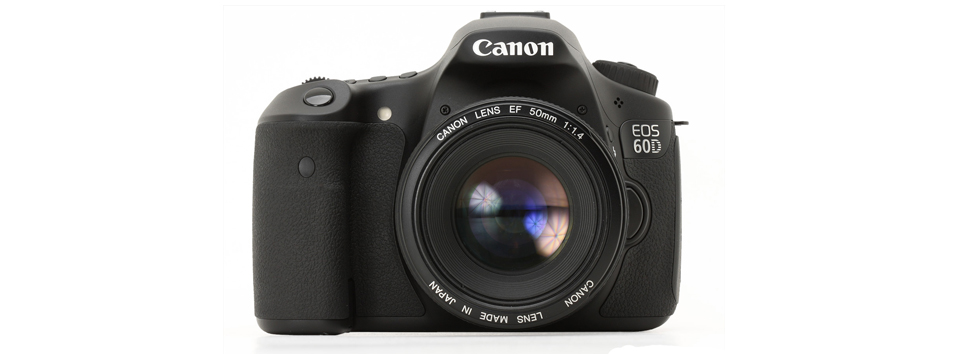 Canon
CANON LENS EF 50mm 1:1.4
EOS
60D
CANON LENS MADE IN JAPAN